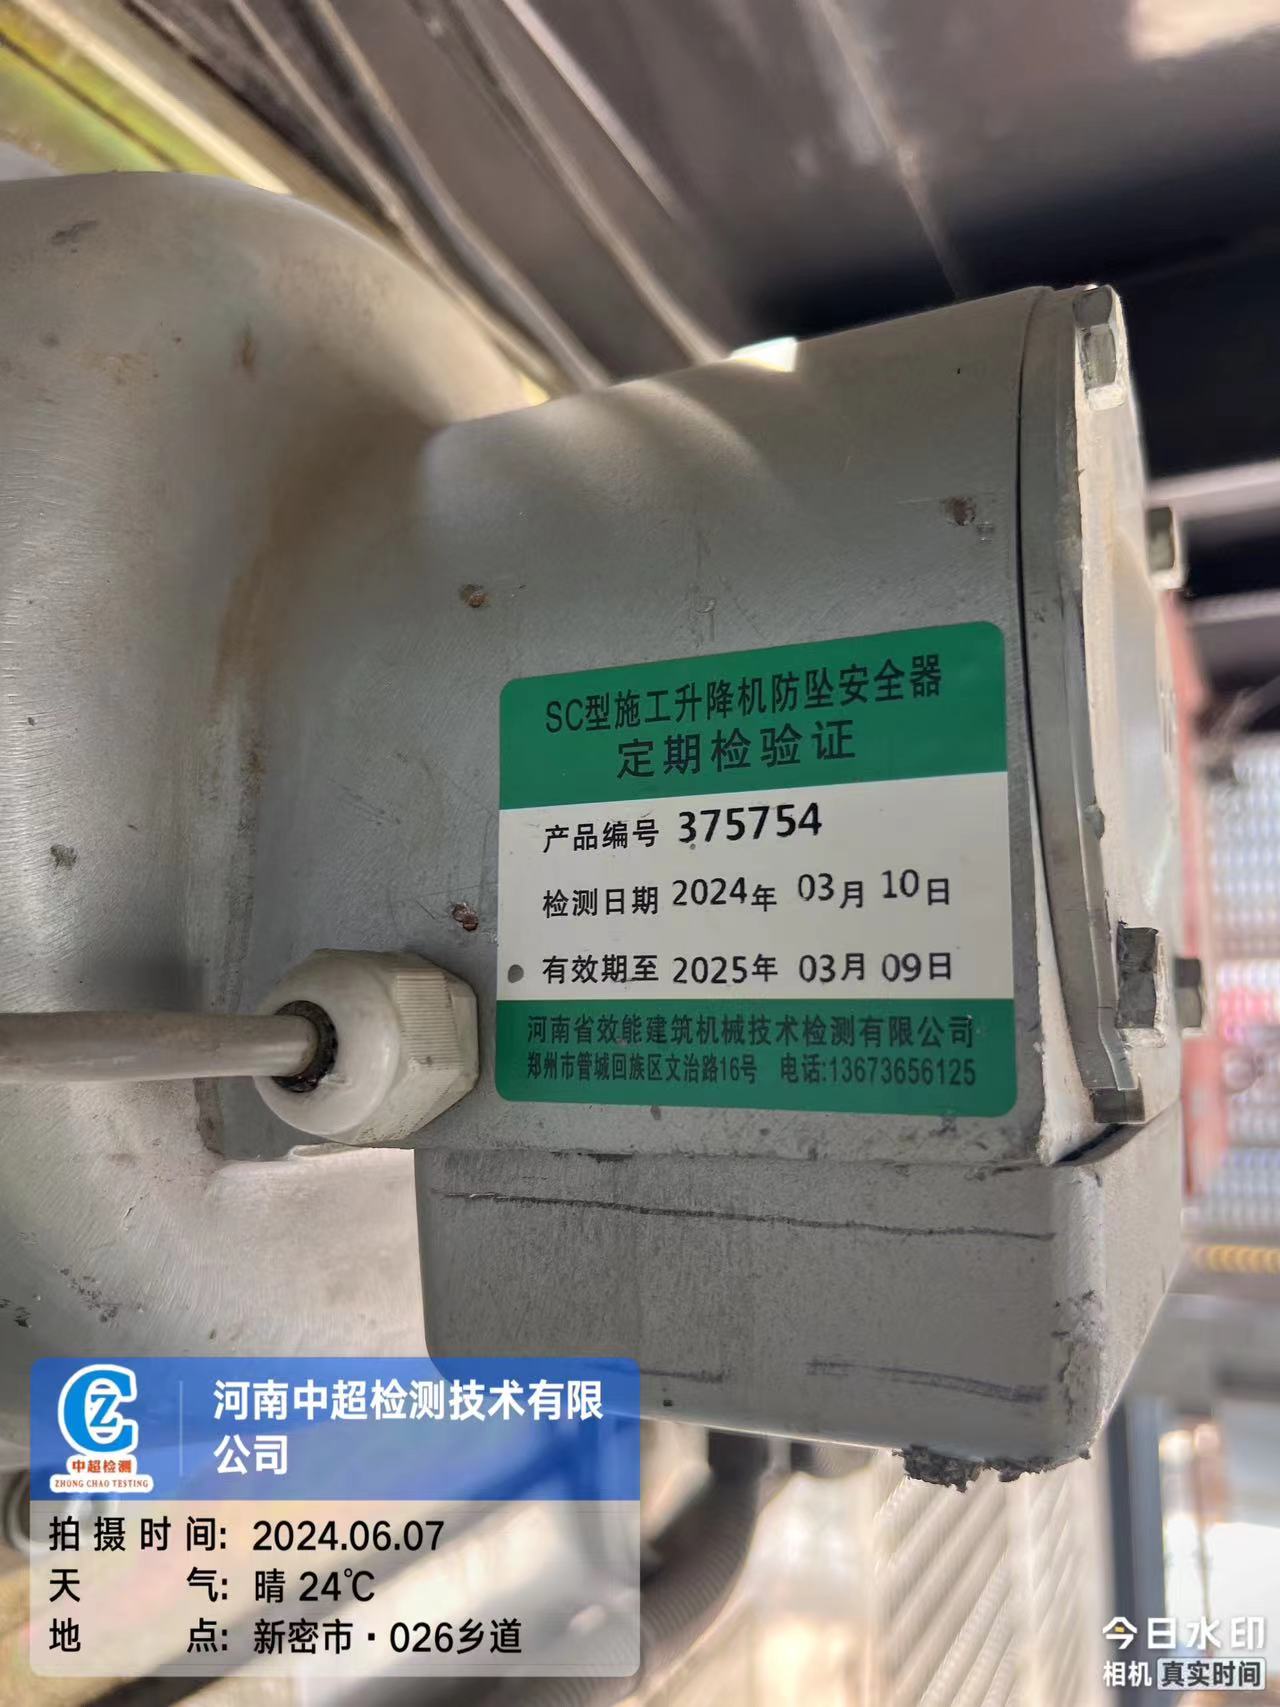 SC型施工升降机防坠安全器
定期检验证
产品编号 375754
检测日期 2024年 03月 10日
有效期至 2025年 03月 09日
河南省效能建筑机械技术检测有限公司
郑州市管城回族区文治路16号 电话:13673656125
中超检测
ZHONG CHAO TESTING
河南中超检测技术有限
公司
拍摄时间: 2024.06.07
天气: 晴 24℃
地点: 新密市·026乡道
今日水印
相机 真实时间